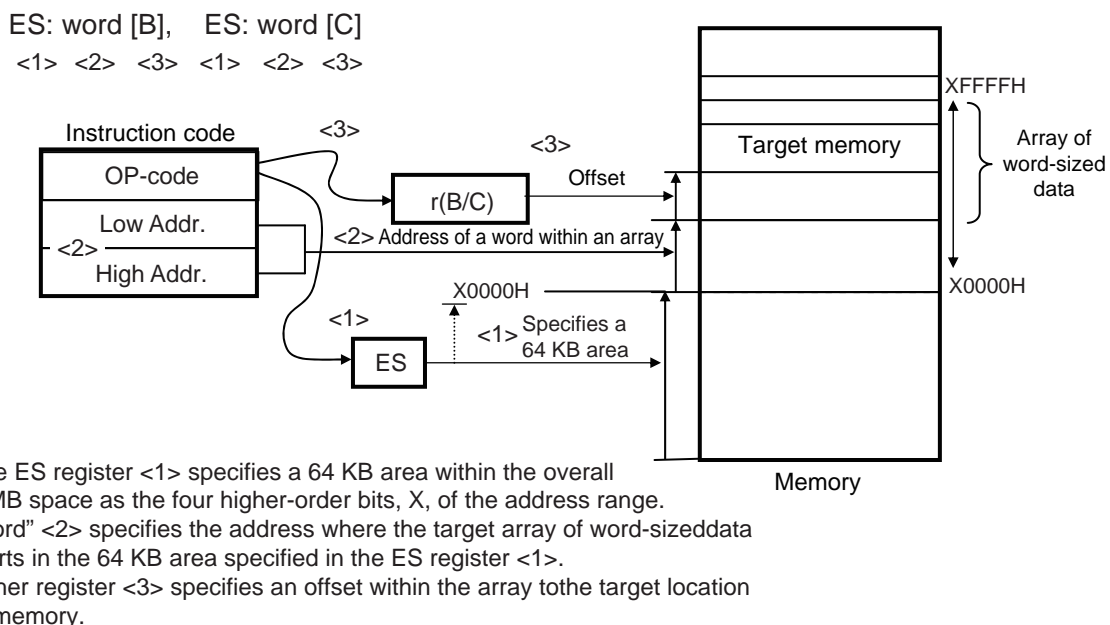 ES: word [B], ES: word [C]
<1> <2> <3> <1> <2> <3>
Instruction code
OP-code
Low Addr.
<2>
High Addr.
<3>
r(B/C)
<3>
Offset
<2> Address of a word within an array
<1>
ES
X0000H
<1> Specifies a
64 KB area
Target memory
XFFFFH
Array of
word-sized
data
X0000H
Memory
e ES register <1> specifies a 64 KB area within the overall
MB space as the four higher-order bits, X, of the address range.
ord” <2> specifies the address where the target array of word-sizeddata
rts in the 64 KB area specified in the ES register <1>.
her register <3> specifies an offset within the array tothe target location
memory.